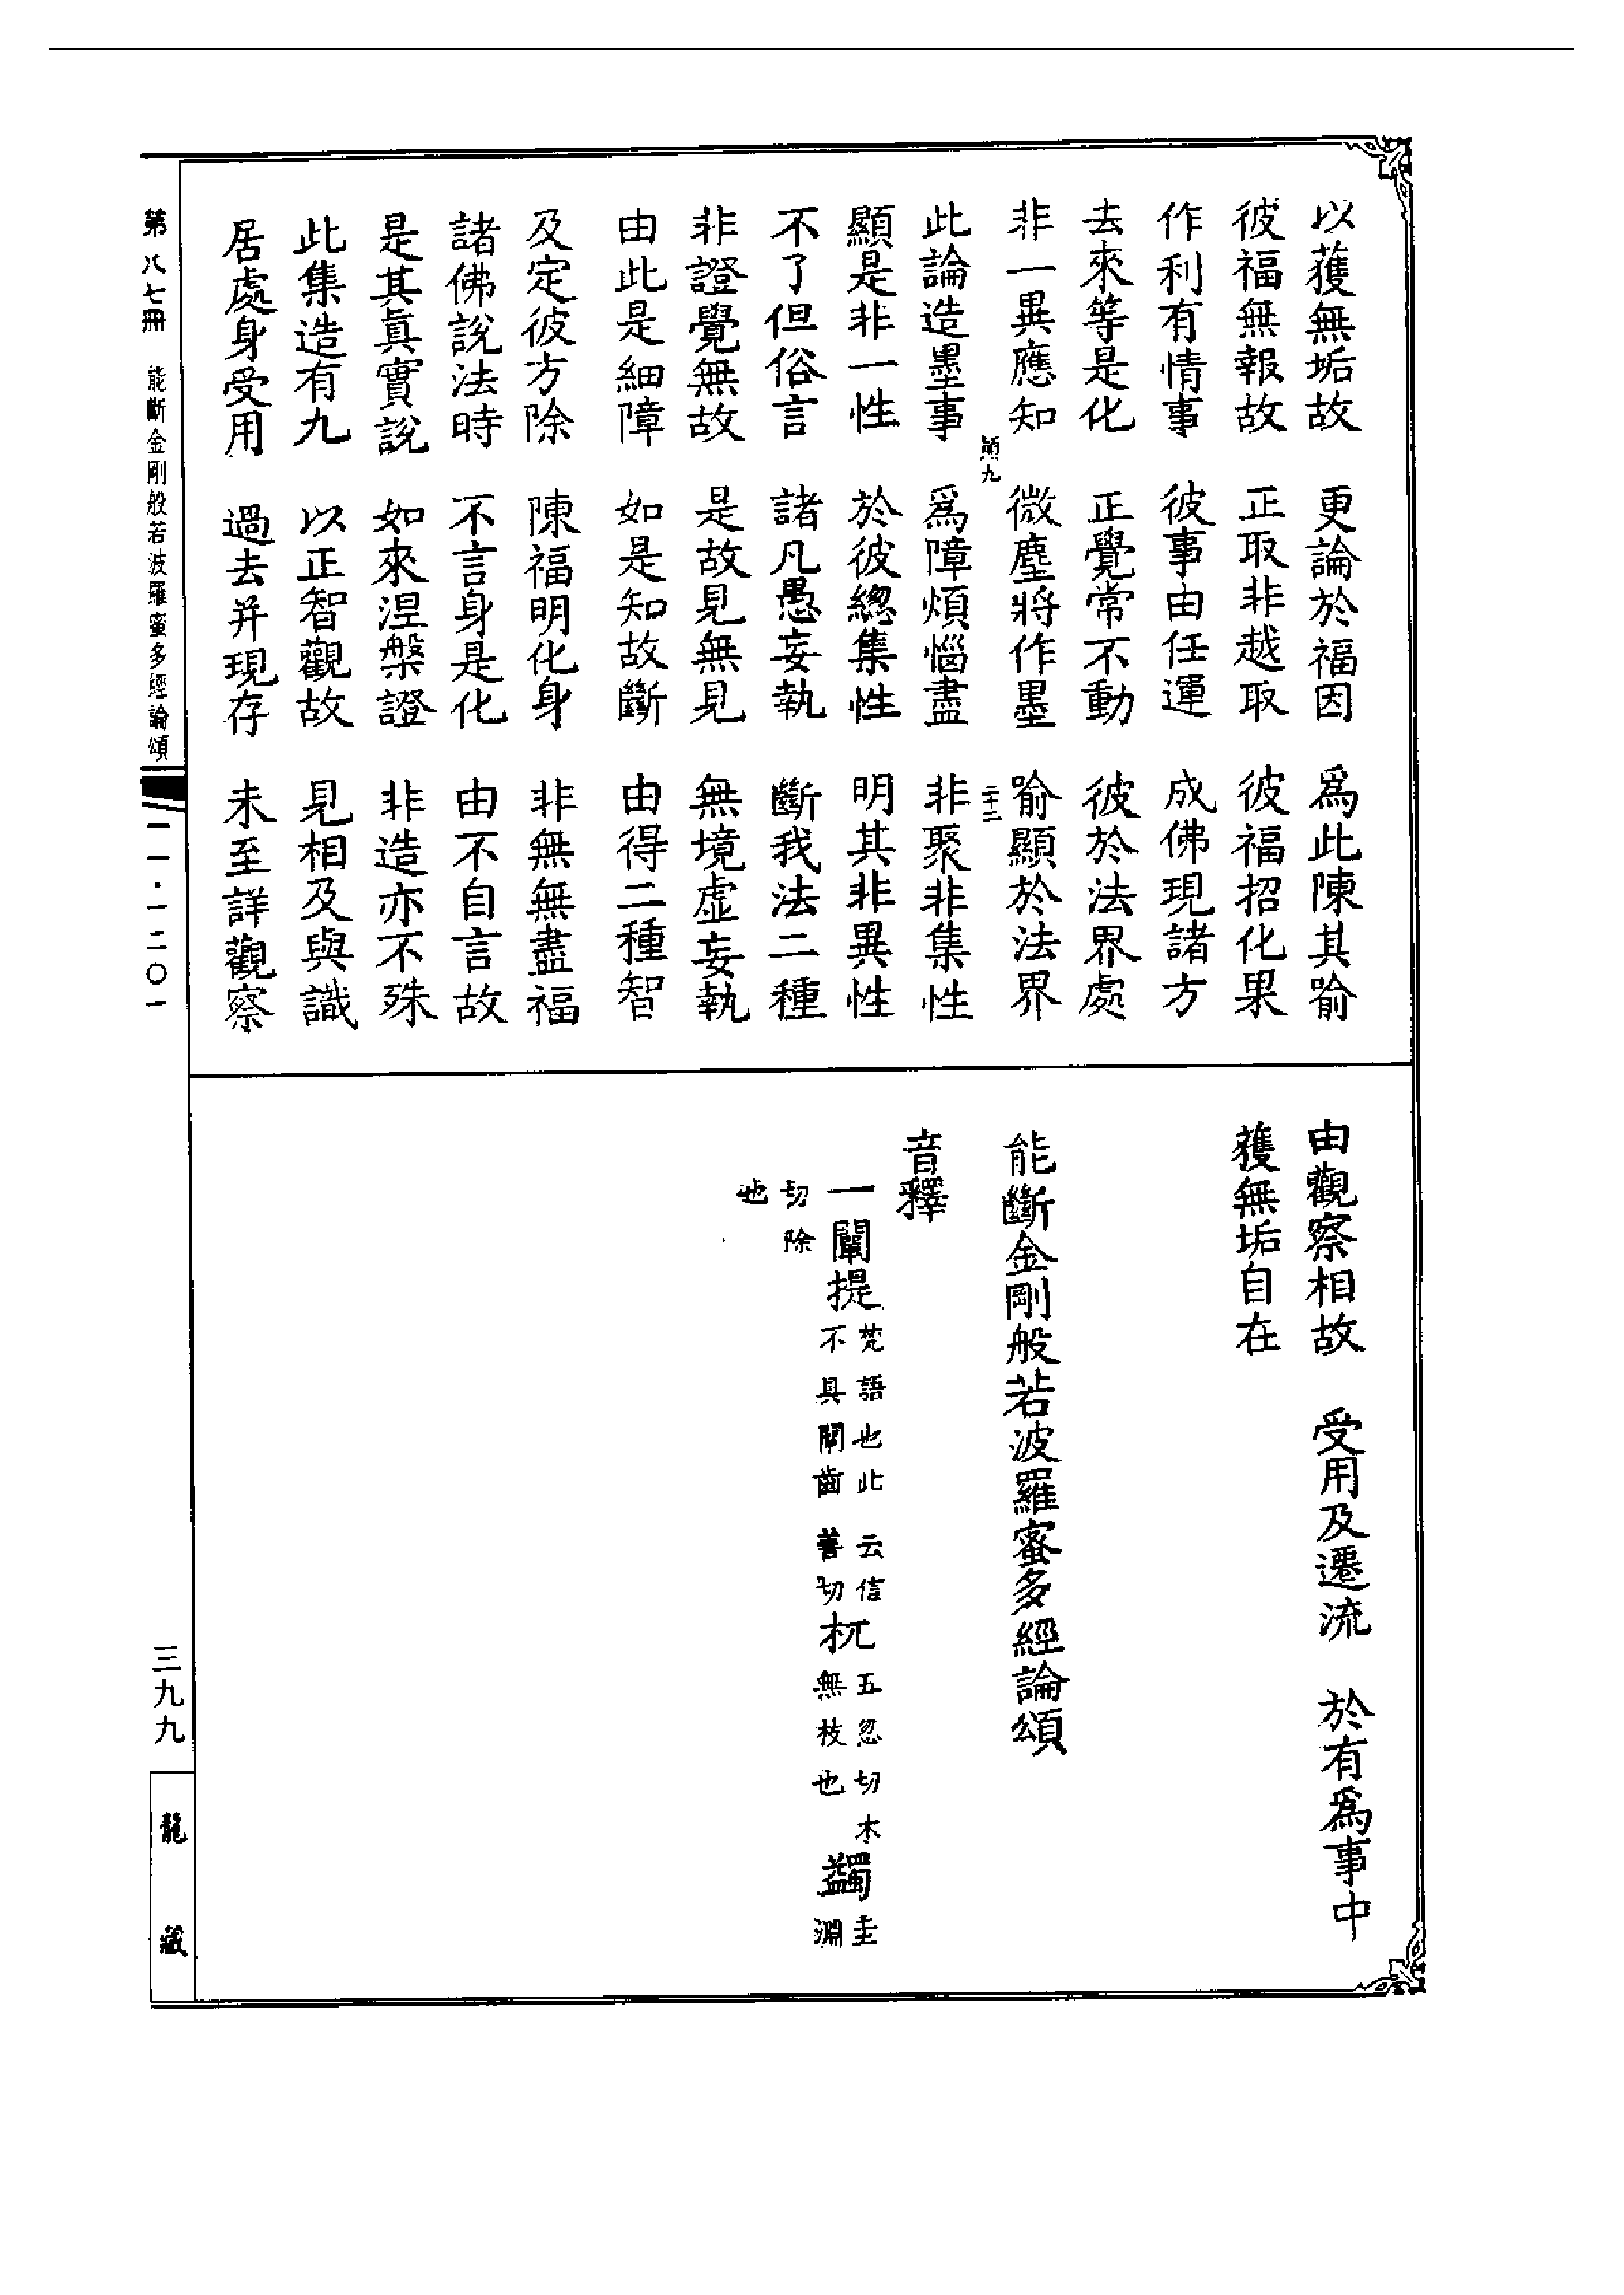 以獲無垢故　更論於福因　爲此陳其喻
彼福無報故　正取非越取　彼福招化果
作利有情事　彼事由任運　成佛現諸方
去來等是化　正覺常不動　彼於法界處
非一異應知　微塵將作墨　喻顯於法界
二十二
此論造墨事　爲障煩惱盡　非聚非集性
顯是非一性　於彼總集性　明其非異性
不了但俗言　諸凡愚妄執　斷我法二種
非證覺無故　是故見無見　無境虛妄執
由此是細障　如是知故斷　由得二種智
及定彼方除　陳福明化身　非無無盡福
諸佛說法時　不言身是化　由不自言故
是其真實說　如來涅槃證　非造亦不殊
此集造有九　以正智觀故　見相及與識
居處身受用　過去并現存　未至詳觀察
由觀察相故　受用及遷流　於有爲事中
獲無垢自在
能斷金剛般若波羅蜜多經論頌
音釋
一闡提梵語也此云信不具闡齒善切杌五忽切木無枝也蠲圭淵
切除
也
第八七冊　能斷金剛般若波羅蜜多經論頌
一一·一二〇一
三九九
龍藏